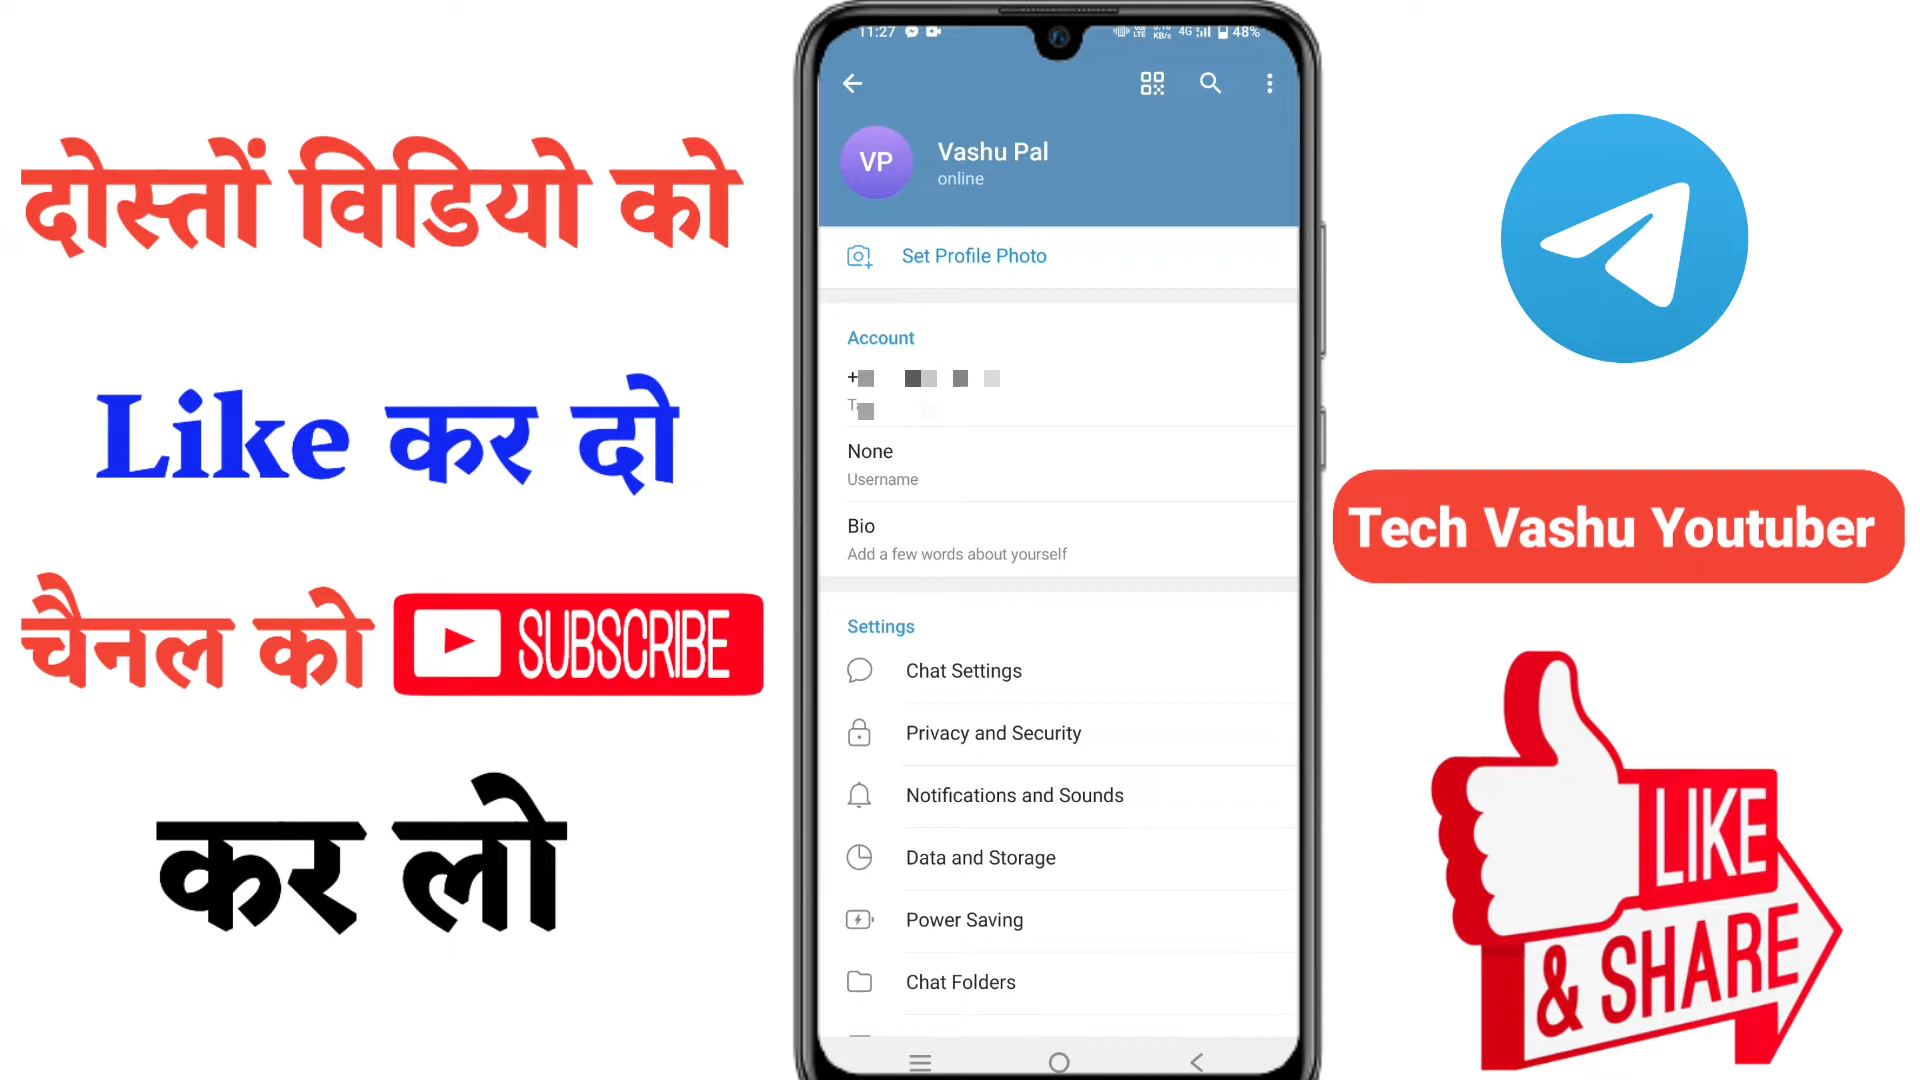 दोस्तों विडियो को
Like कर दो
चैनल को SUBSCRIBE
कर लो
11:27
4G 48%
VP
Vashu Pal
online
Set Profile Photo
Account
+
None
Username
Bio
Add a few words about yourself
Settings
Chat Settings
Privacy and Security
Notifications and Sounds
Data and Storage
Power Saving
Chat Folders
Tech Vashu Youtuber
LIKE
& SHARE